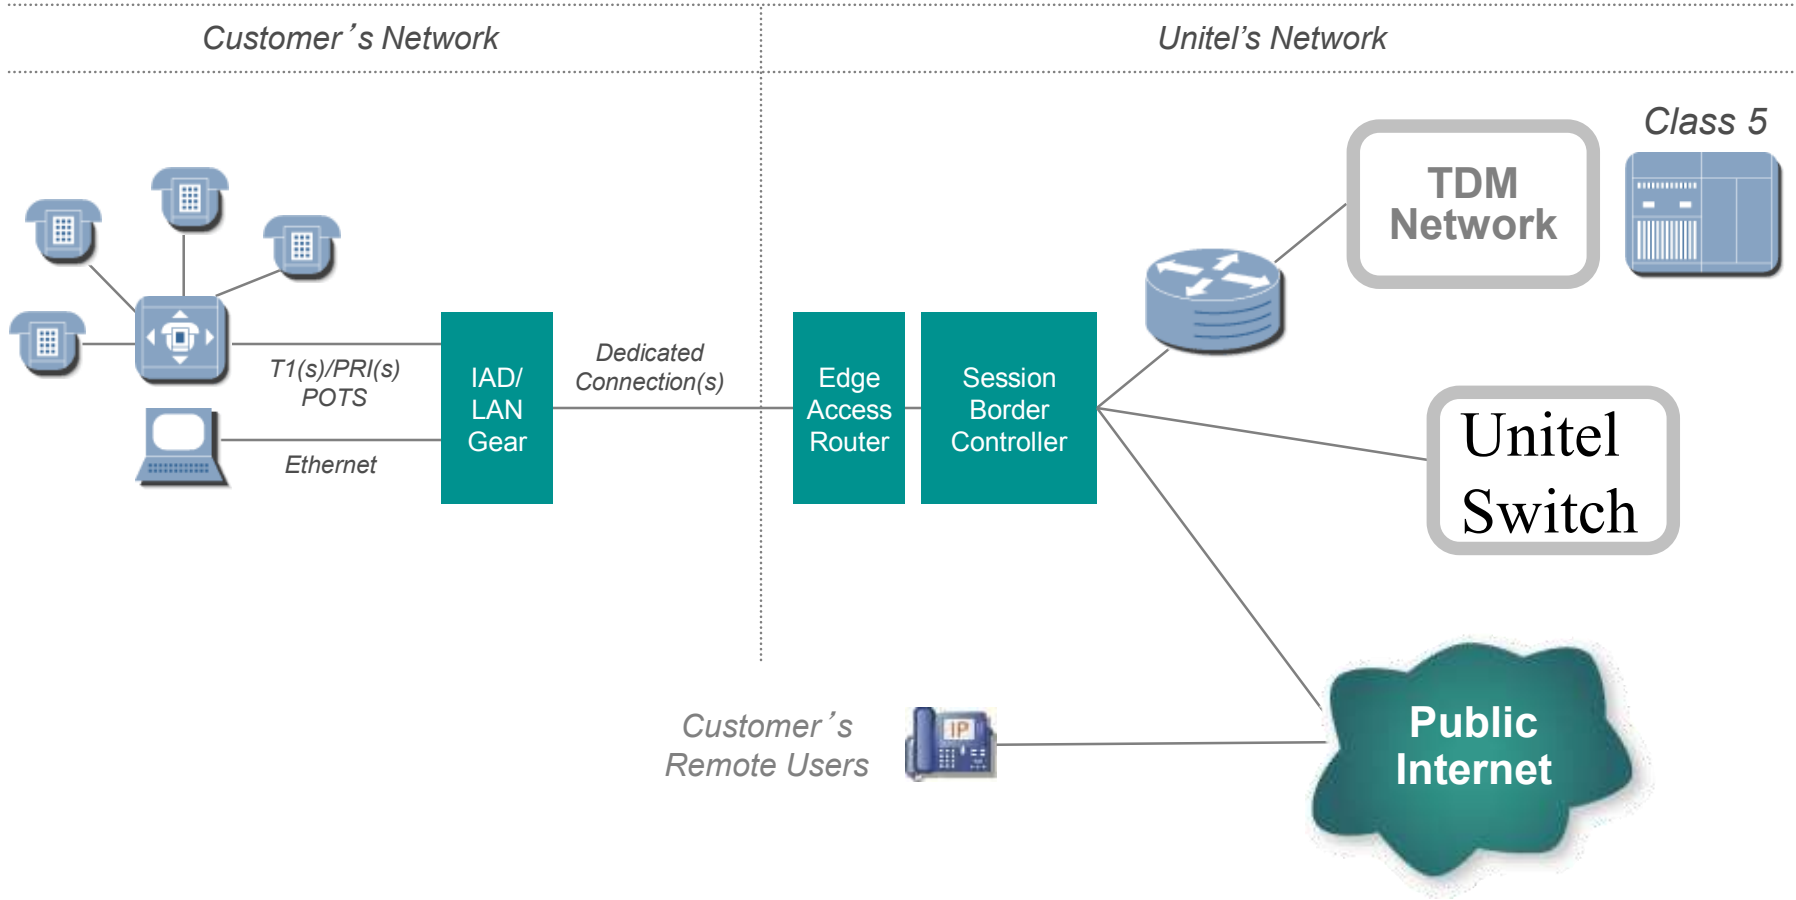 Customer´s Network
Unitel's Network
Class 5
TDM
Network
T1(s)/PRI(s)
POTS
Ethernet
IAD/
LAN
Gear
Dedicated
Connection(s)
Edge
Access
Router
Session
Border
Controller
Unitel
Switch
Customer´s
Remote Users
IP
Public
Internet